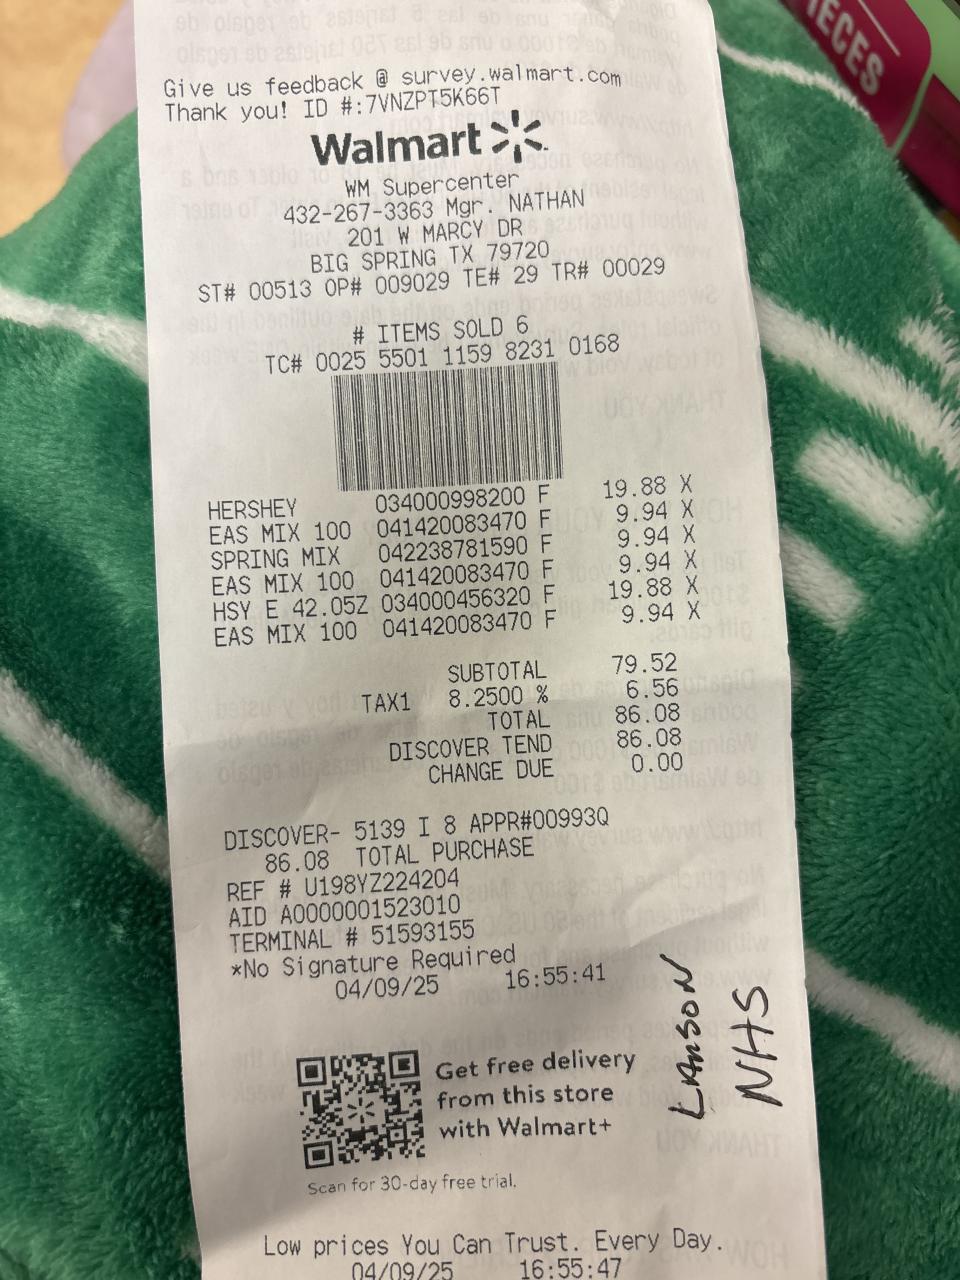 Give us feedback @ survey.walmart.com
Thank you! ID #:7VNZPT5K66T
Walmart
WM Supercenter
432-267-3363 Mgr. NATHAN
201 W MARCY DR
BIG SPRING TX 79720
ST# 00513 OP# 009029 TE# 29 TR# 00029
# ITEMS SOLD 6
TC# 0025 5501 1159 8231 0168
HERSHEY 034000998200 F 19.88 X
EAS MIX 100 041420083470 F 9.94 X
SPRING MIX 042238781590 F 9.94 X
EAS MIX 100 041420083470 F 9.94 X
HSY E 42.05Z 034000456320 F 19.88 X
EAS MIX 100 041420083470 F 9.94 X
SUBTOTAL 79.52
TAX1 8.2500 % 6.56
TOTAL 86.08
DISCOVER TEND 86.08
CHANGE DUE 0.00
DISCOVER- 5139 I 8 APPR#00993Q
86.08 TOTAL PURCHASE
REF # U198YZ224204
AID A0000001523010
TERMINAL # 51593155
*No Signature Required
04/09/25 16:55:41
LANSON
NHS
Get free delivery
from this store
with Walmart+
Scan for 30-day free trial.
Low prices You Can Trust. Every Day.
04/09/25 16:55:47
IECES